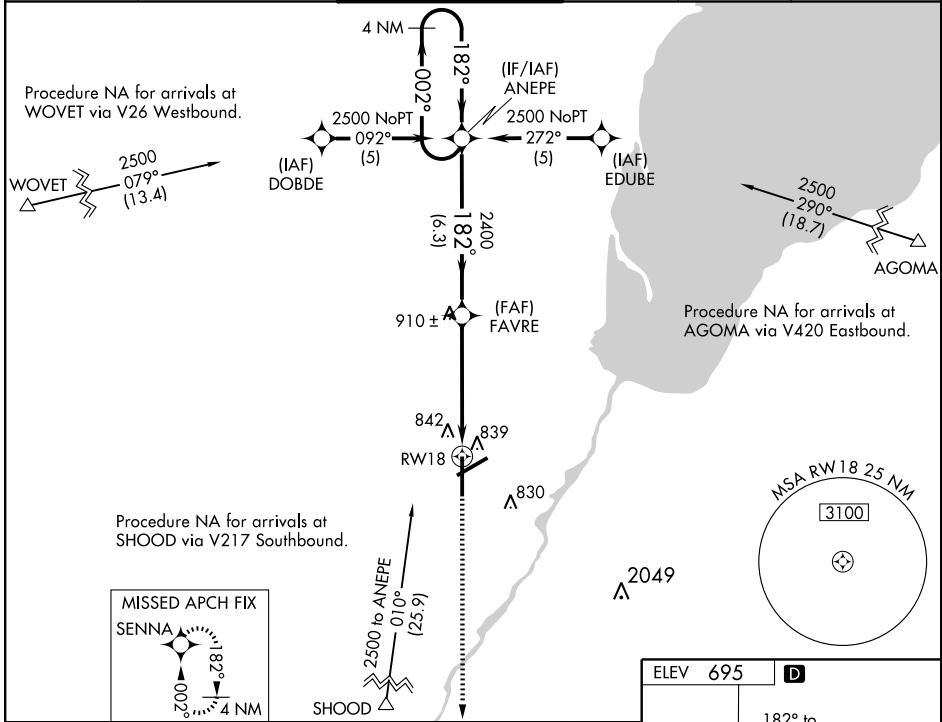 4 NM
182°
002°
(IF/IAF)
ANEPE
Procedure NA for arrivals at
WOVET via V26 Westbound.
2500 NoPT
092°
(5)
2500 NoPT
272°
(5)
(IAF)
DOBDE
(IAF)
EDUBE
WOVET
2500
079°
(13.4)
2500
290°
(18.7)
AGOMA
2400
182°
(6.3)
910 ±
(FAF)
FAVRE
Procedure NA for arrivals at
AGOMA via V420 Eastbound.
842
839
RW18
830
MSA RW18 25 NM
3100
Procedure NA for arrivals at
SHOOD via V217 Southbound.
2049
MISSED APCH FIX
SENNA
182°
002°
4 NM
2500 to ANEPE
010°
(25.9)
SHOOD
ELEV 695
D
182° to